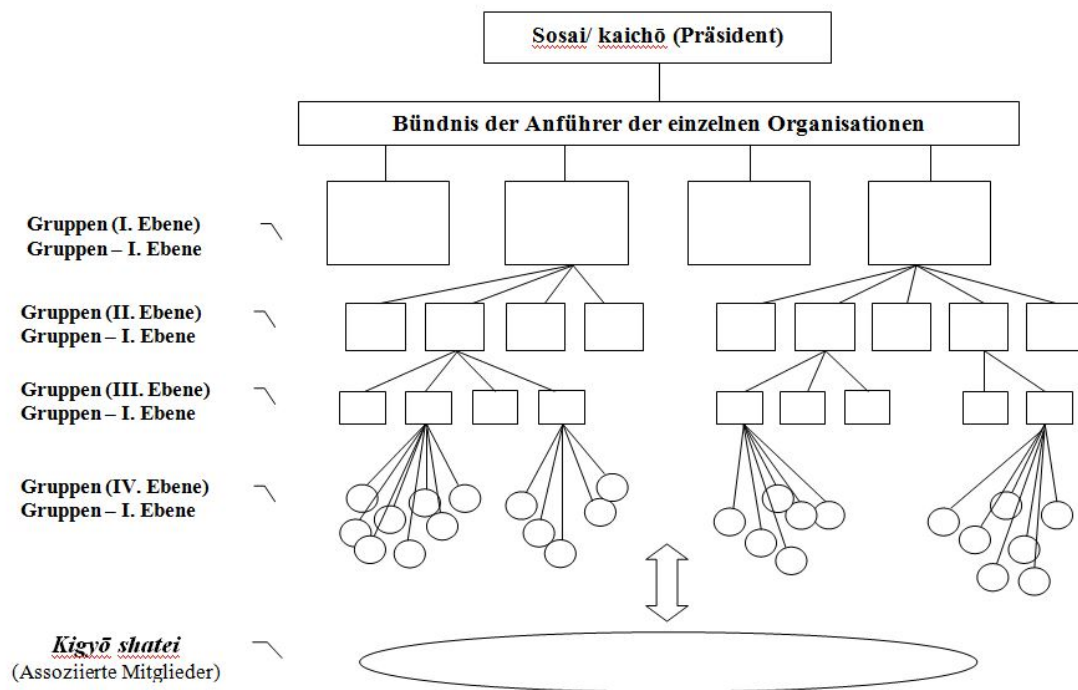 Sosai/ kaichō (Präsident)
Bündnis der Anführer der einzelnen Organisationen
Gruppen (I. Ebene)
Gruppen – I. Ebene
Gruppen (II. Ebene)
Gruppen – I. Ebene
Gruppen (III. Ebene)
Gruppen – I. Ebene
Gruppen (IV. Ebene)
Gruppen – I. Ebene
Kigyō shatei
(Assoziierte Mitglieder)